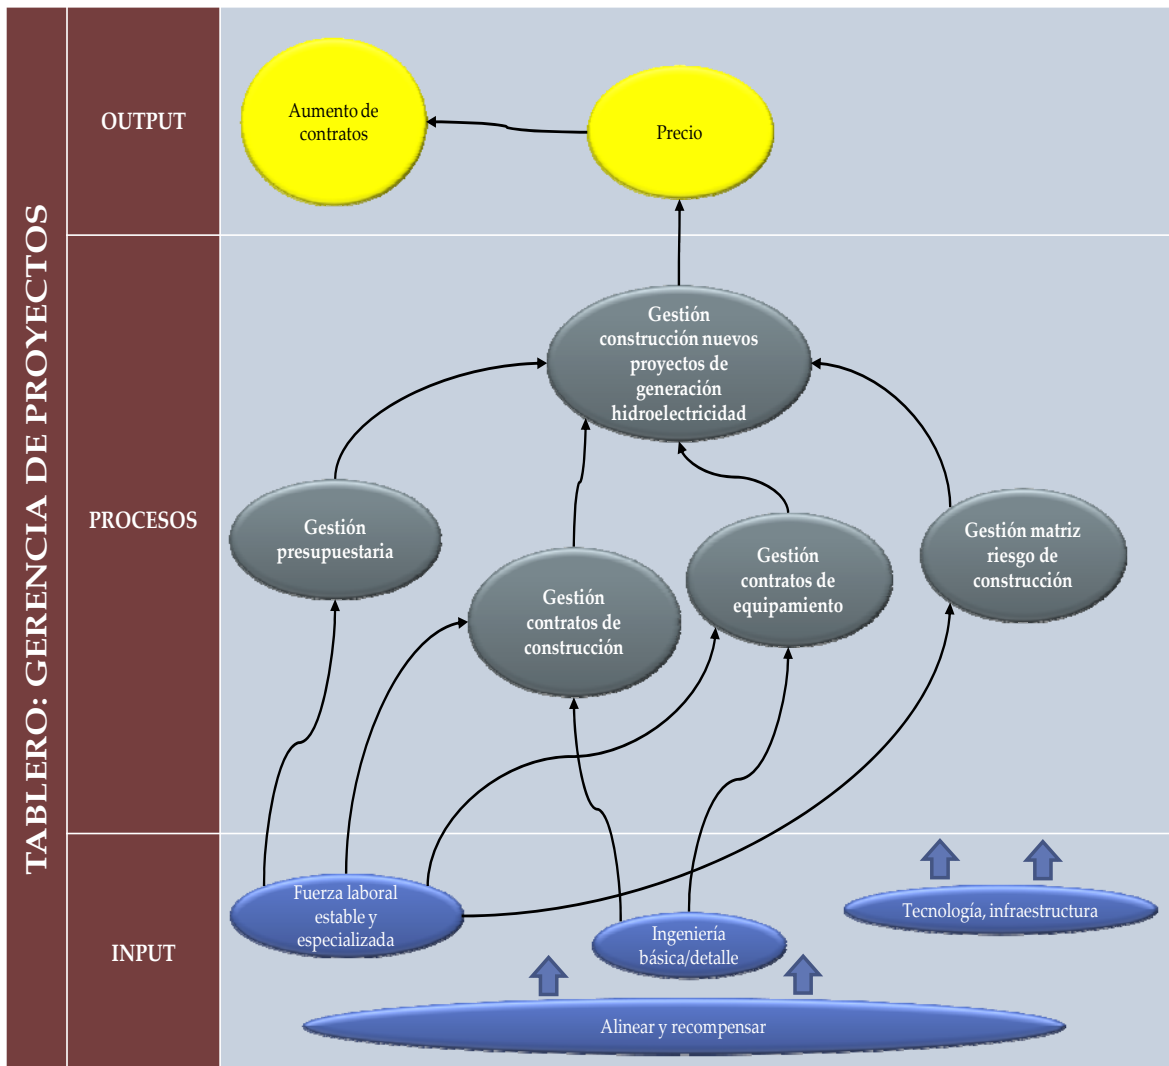 TABLERO: GERENCIA DE PROYECTOS
OUTPUT
Aumento de
contratos
Precio
PROCESOS
Gestión
construcción nuevos
proyectos de
generación
hidroelectricidad
Gestión
presupuestaria
Gestión
contratos de
construcción
Gestión
contratos de
equipamiento
Gestión matriz
riesgo de
construcción
INPUT
Fuerza laboral
estable y
especializada
Ingeniería
básica/detalle
Tecnología, infraestructura
Alinear y recompensar